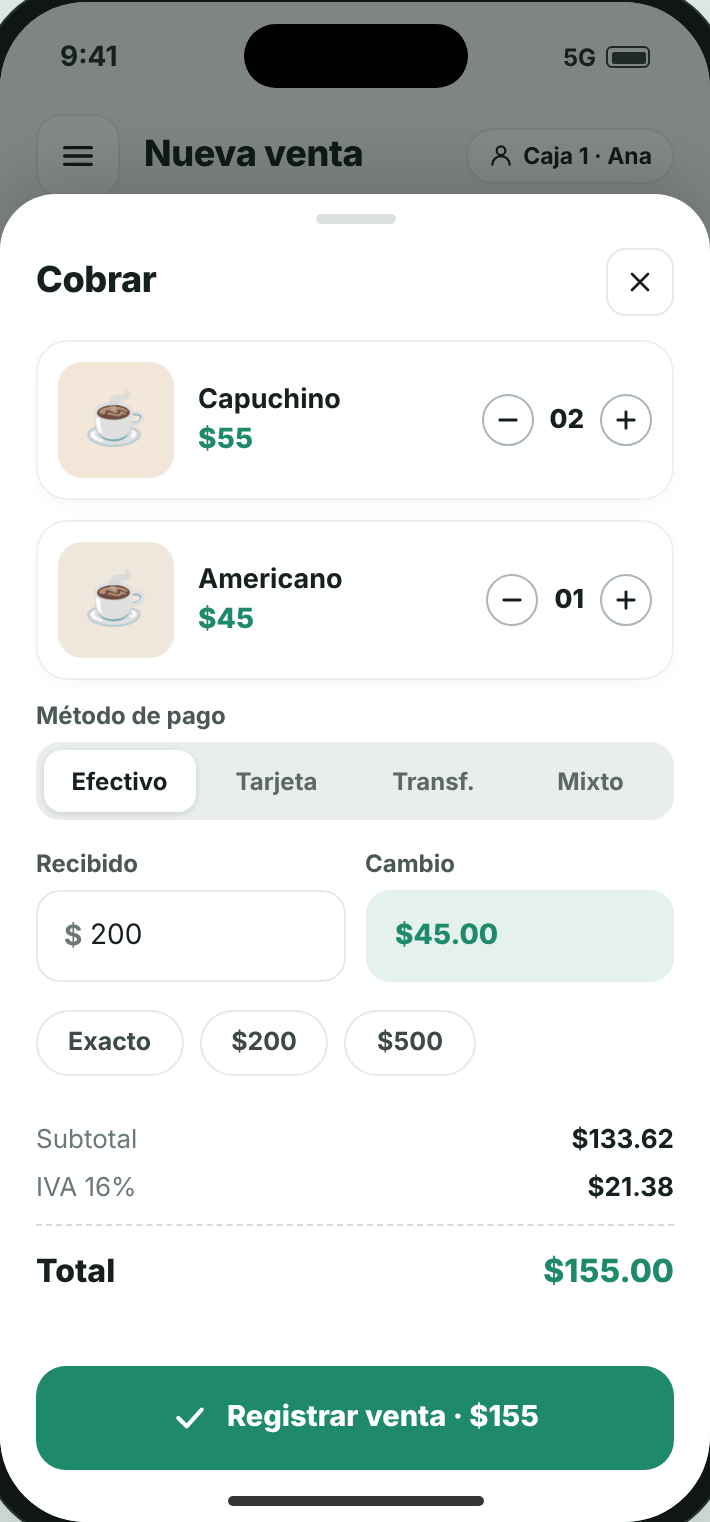 9:41
5G
Nueva venta
Caja 1 · Ana
Cobrar
Capuchino
$55
02
Americano
$45
01
Método de pago
Efectivo Tarjeta Transf. Mixto
Recibido Cambio
$ 200 $45.00
Exacto $200 $500
Subtotal $133.62
IVA 16% $21.38
Total $155.00
Registrar venta · $155